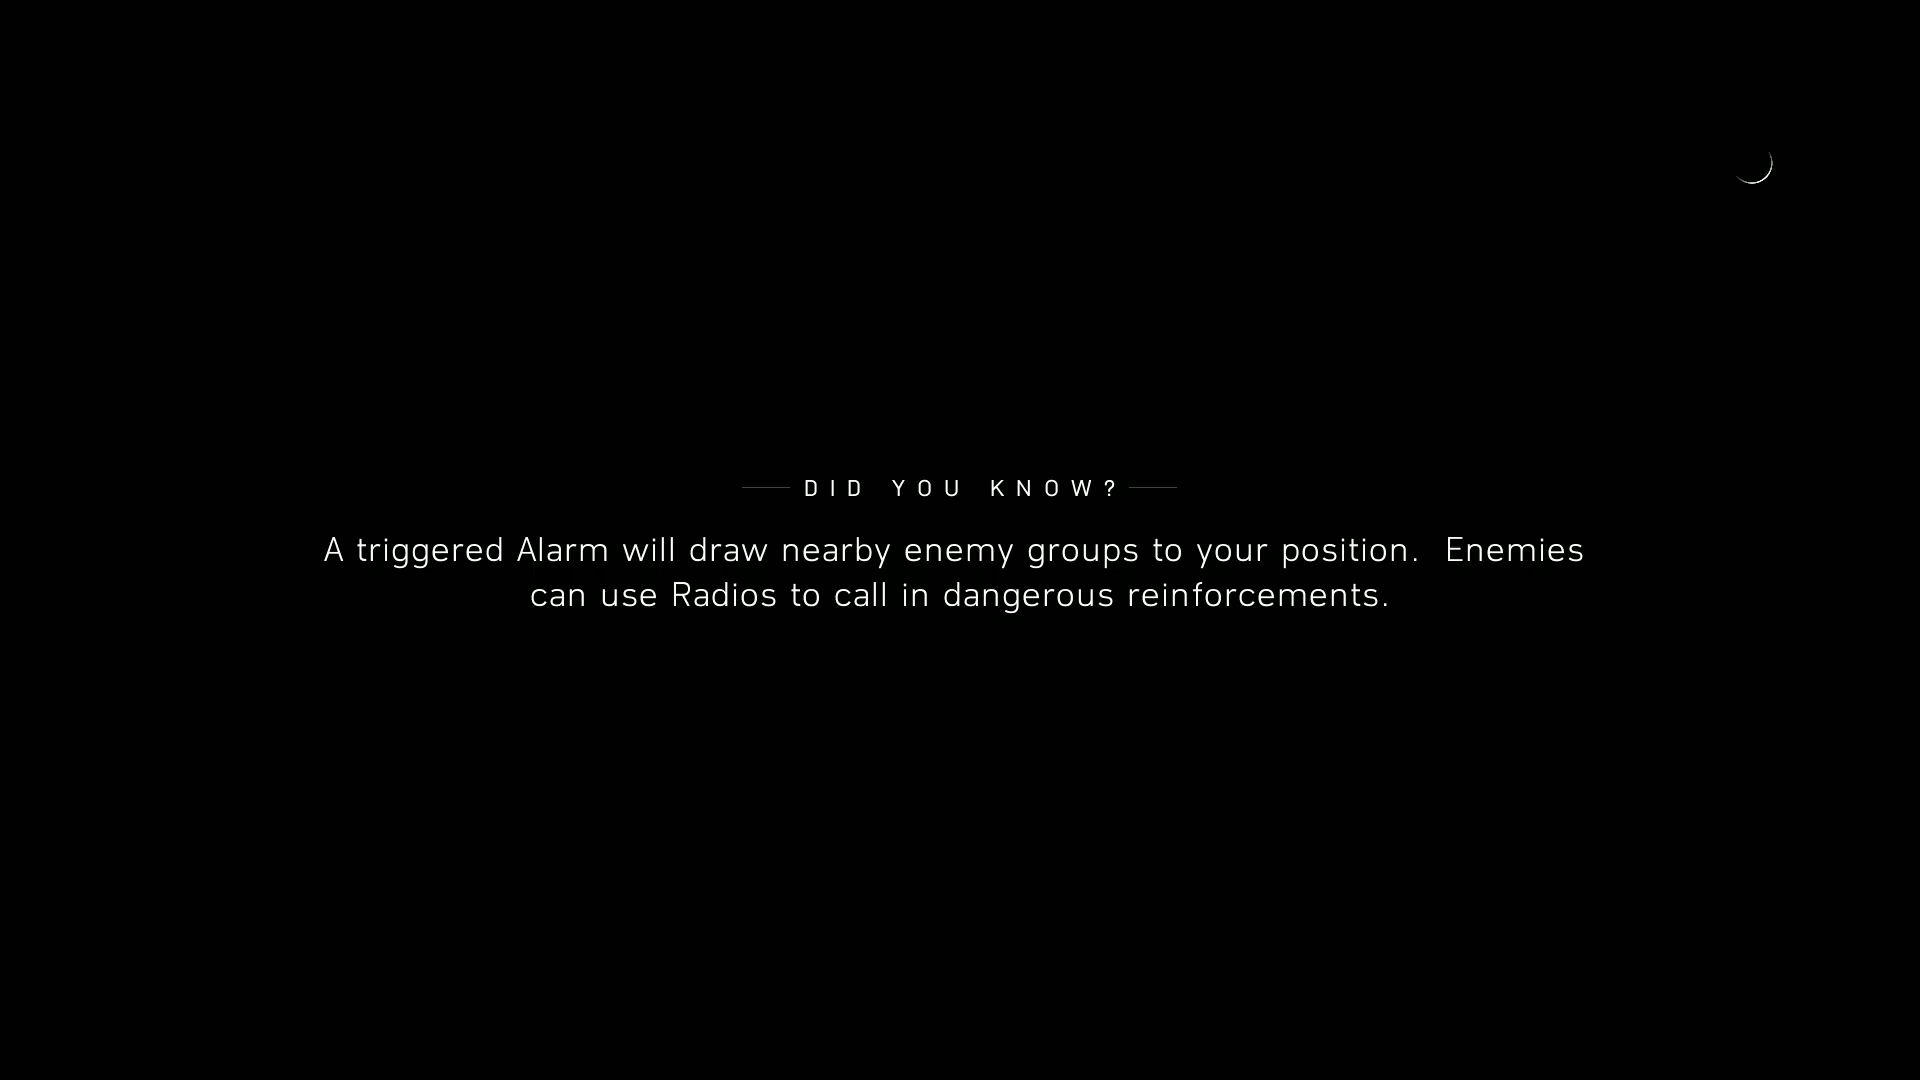 DID YOU KNOW?
A triggered Alarm will draw nearby enemy groups to your position.  Enemies
can use Radios to call in dangerous reinforcements.